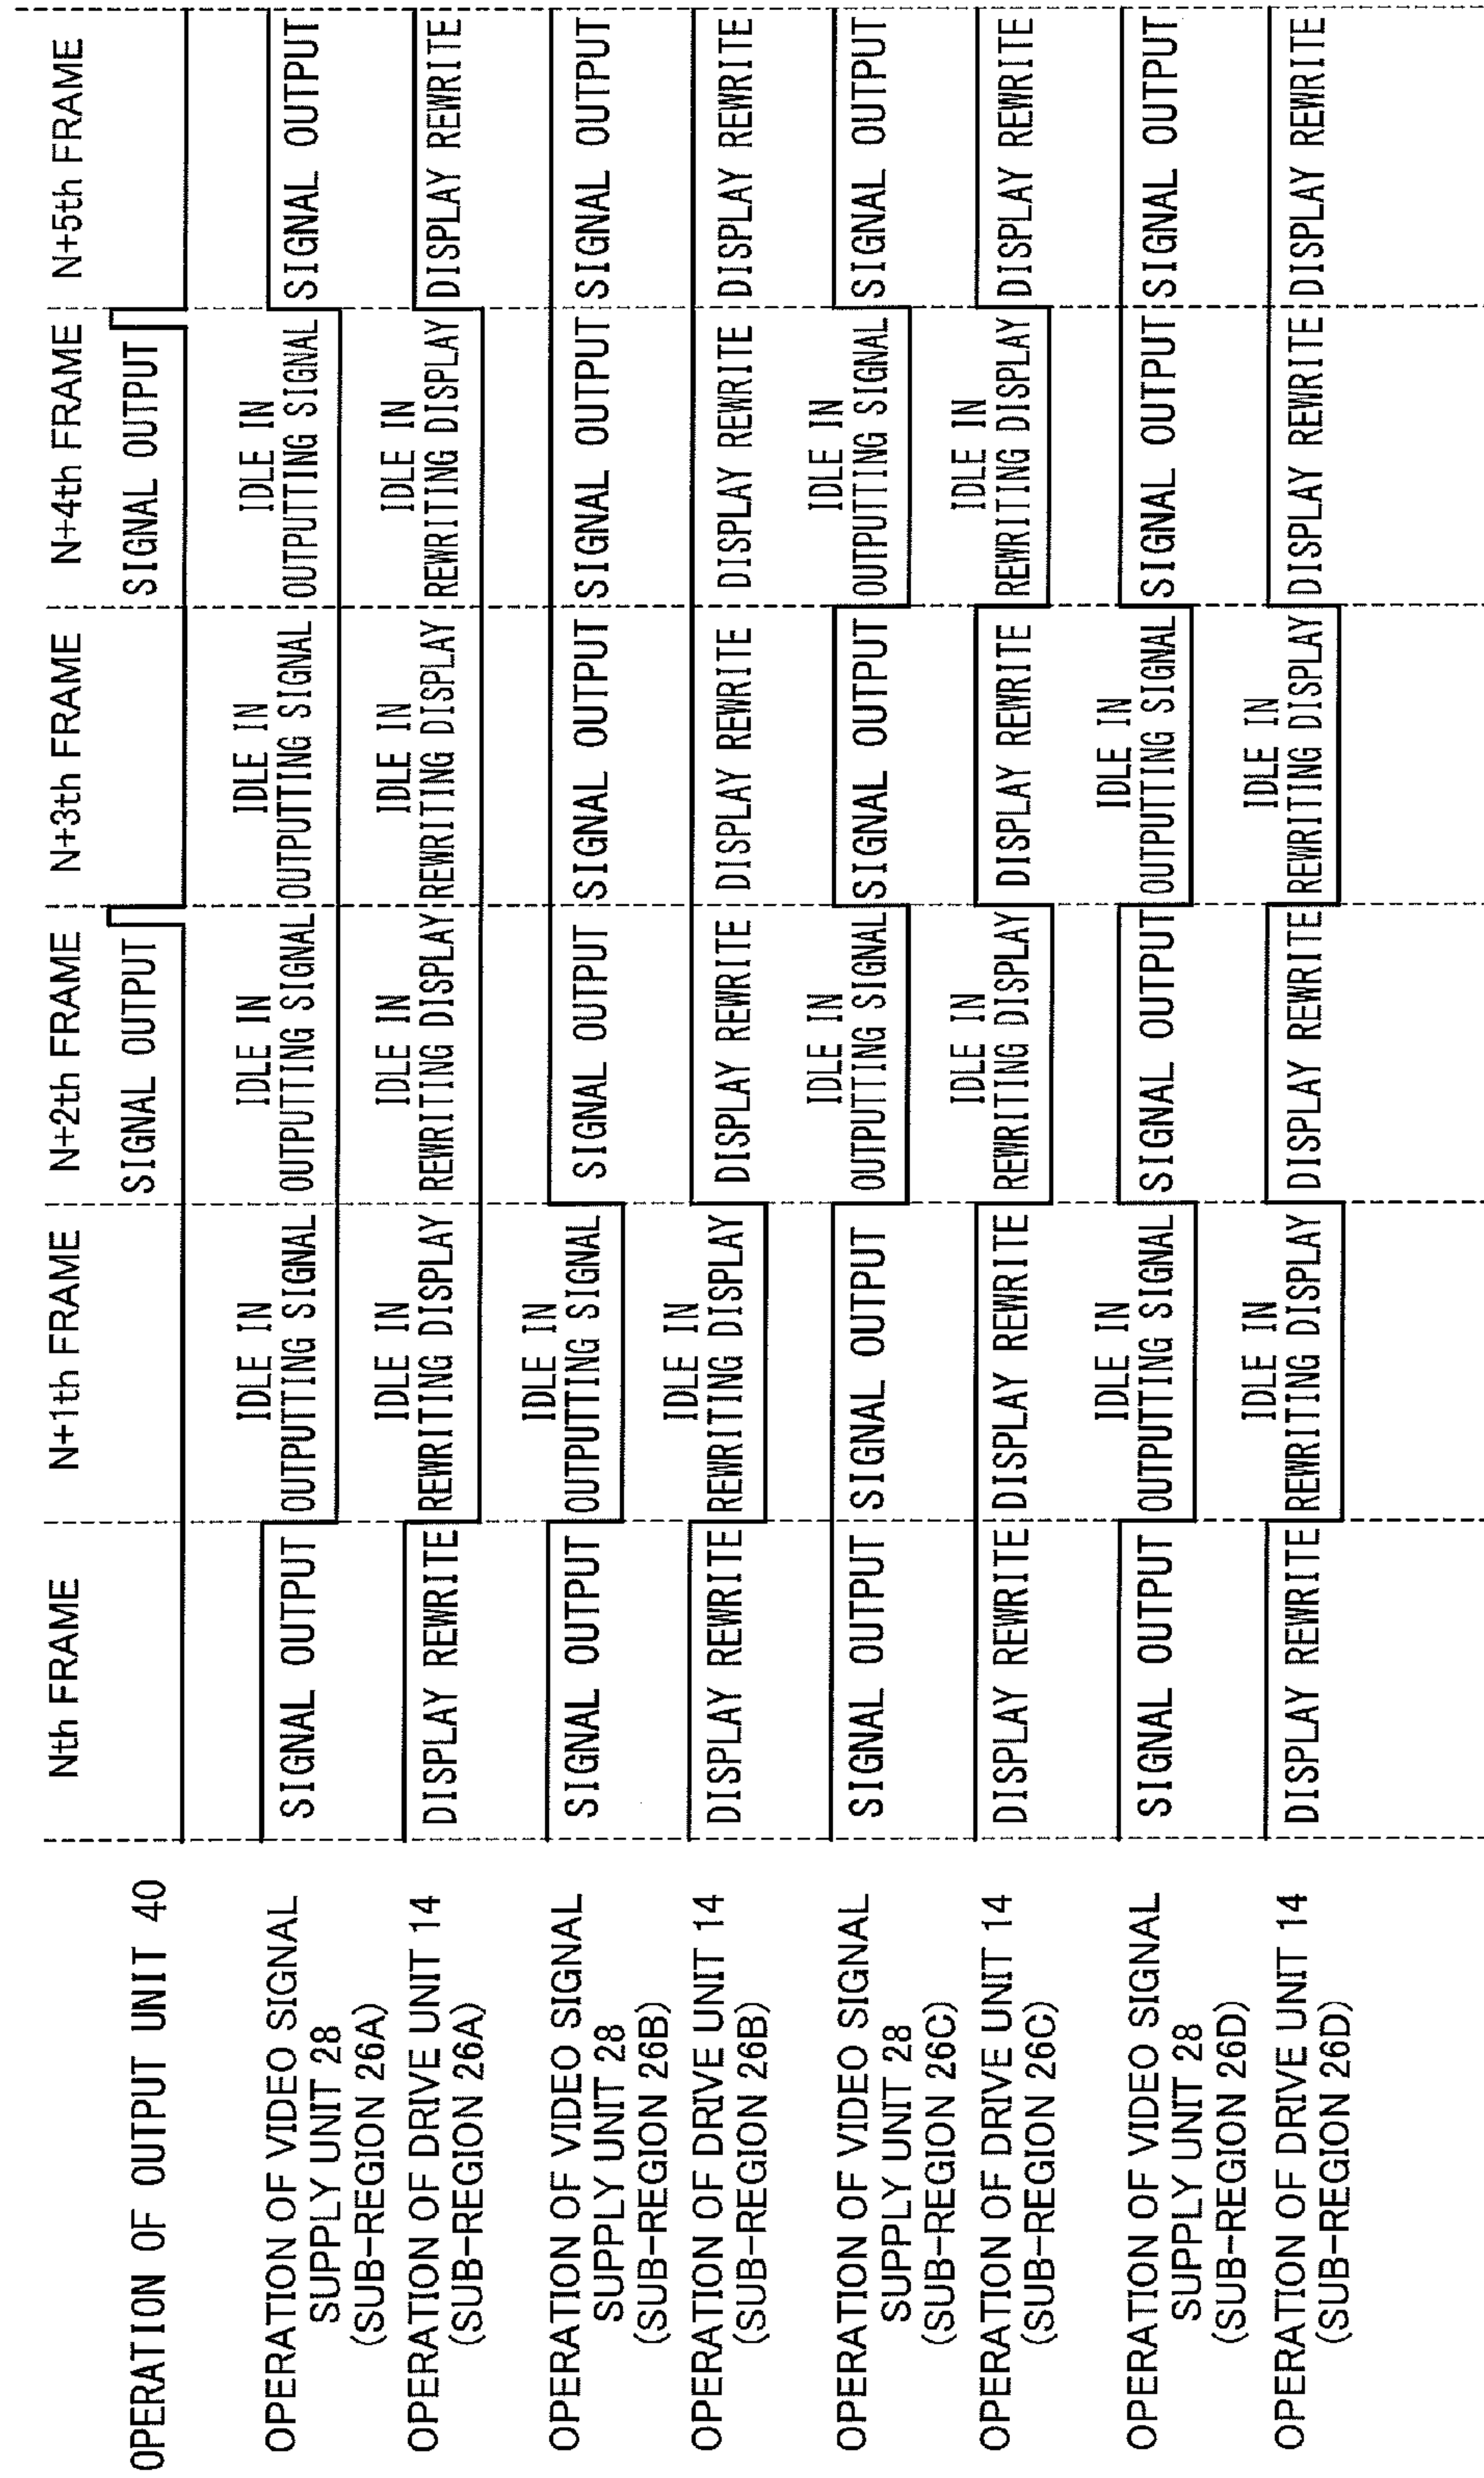 Nth FRAME
N+1th FRAME
N+2th FRAME
N+3th FRAME
N+4th FRAME
N+5th FRAME
OPERATION OF OUTPUT UNIT 40
SIGNAL OUTPUT
SIGNAL OUTPUT
OPERATION OF VIDEO SIGNAL
SUPPLY UNIT 28
(SUB-REGION 26A)
SIGNAL OUTPUT
IDLE IN
OUTPUTTING SIGNAL
IDLE IN
OUTPUTTING SIGNAL
IDLE IN
OUTPUTTING SIGNAL
IDLE IN
OUTPUTTING SIGNAL
SIGNAL OUTPUT
OPERATION OF DRIVE UNIT 14
(SUB-REGION 26A)
DISPLAY REWRITE
IDLE IN
REWRITING DISPLAY
IDLE IN
REWRITING DISPLAY
IDLE IN
REWRITING DISPLAY
IDLE IN
REWRITING DISPLAY
DISPLAY REWRITE
OPERATION OF VIDEO SIGNAL
SUPPLY UNIT 28
(SUB-REGION 26B)
SIGNAL OUTPUT
IDLE IN
OUTPUTTING SIGNAL
SIGNAL OUTPUT
SIGNAL OUTPUT
SIGNAL OUTPUT
SIGNAL OUTPUT
OPERATION OF DRIVE UNIT 14
(SUB-REGION 26B)
DISPLAY REWRITE
IDLE IN
REWRITING DISPLAY
DISPLAY REWRITE
DISPLAY REWRITE
DISPLAY REWRITE
DISPLAY REWRITE
OPERATION OF VIDEO SIGNAL
SUPPLY UNIT 28
(SUB-REGION 26C)
SIGNAL OUTPUT
SIGNAL OUTPUT
IDLE IN
OUTPUTTING SIGNAL
SIGNAL OUTPUT
IDLE IN
OUTPUTTING SIGNAL
SIGNAL OUTPUT
OPERATION OF DRIVE UNIT 14
(SUB-REGION 26C)
DISPLAY REWRITE
DISPLAY REWRITE
IDLE IN
REWRITING DISPLAY
DISPLAY REWRITE
IDLE IN
REWRITING DISPLAY
DISPLAY REWRITE
OPERATION OF VIDEO SIGNAL
SUPPLY UNIT 28
(SUB-REGION 26D)
SIGNAL OUTPUT
IDLE IN
OUTPUTTING SIGNAL
SIGNAL OUTPUT
IDLE IN
OUTPUTTING SIGNAL
SIGNAL OUTPUT
SIGNAL OUTPUT
OPERATION OF DRIVE UNIT 14
(SUB-REGION 26D)
DISPLAY REWRITE
IDLE IN
REWRITING DISPLAY
DISPLAY REWRITE
IDLE IN
REWRITING DISPLAY
DISPLAY REWRITE
DISPLAY REWRITE